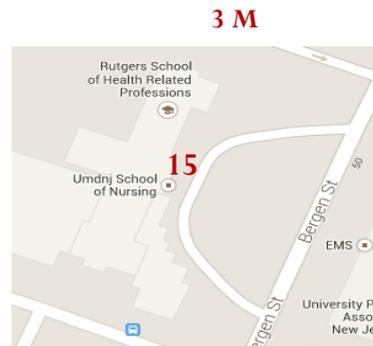 3 M
Rutgers School
of Health Related
Professions
15
Umdnj School
of Nursing
50
Bergen St
EMS
University P
Asso
New Je
ergen St